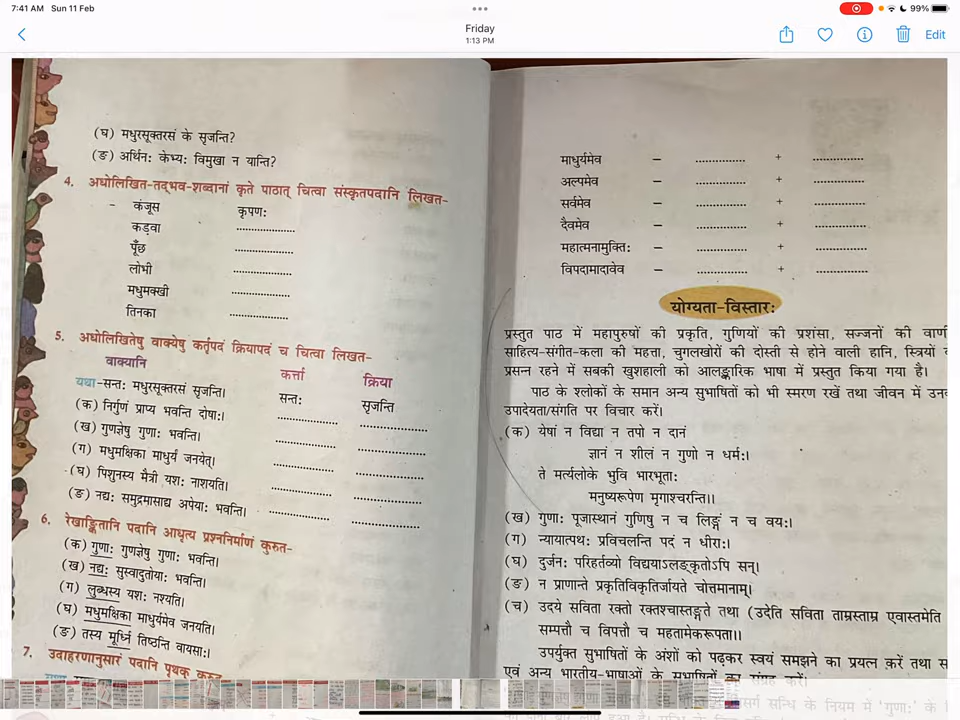 7:41 AM Sun 11 Feb
99%
Friday
1:13 PM
Edit
(घ) मधुरसूक्तरसं के सृजन्ति?
(ङ) अर्थिन: केभ्य: विमुखा न यान्ति?
4. अधोलिखित-तद्भव-शब्दानां कृते पाठात् चित्वा संस्कृतपदानि लिखत-
कंजूस कृपण:
कड़वा ....................
पूँछ ....................
लोभी ....................
मधुमक्खी ....................
तिनका ....................
5. अधोलिखितेषु वाक्येषु कर्तृपदं क्रियापदं च चित्वा लिखत-
वाक्यानि कर्त्ता क्रिया
यथा-सन्त: मधुरसूक्तरसं सृजन्ति। सन्त: सृजन्ति
(क) निर्गुणं प्राप्य भवन्ति दोषा:। .................... ....................
(ख) गुणज्ञेषु गुणा: भवन्ति। .................... ....................
(ग) मधुमक्षिका माधुर्यं जनयेत्। .................... ....................
(घ) पिशुनस्य मैत्री यश: नाशयति। .................... ....................
(ङ) नद्य: समुद्रमासाद्य अपेया: भवन्ति। .................... ....................
6. रेखाङ्कितानि पदानि आधृत्य प्रश्ननिर्माणं कुरुत-
(क) गुणा: गुणज्ञेषु गुणा: भवन्ति।
(ख) नद्य: सुस्वादुतोया: भवन्ति।
(ग) लुब्धस्य यश: नश्यति।
(घ) मधुमक्षिका माधुर्यमेव जनयति।
(ङ) तस्य मूर्ध्नि तिष्ठन्ति वायसा:।
7. उदाहरणानुसारं पदानि पृथक् कुरुत-
माधुर्यमेव – .............. + ..............
अल्पमेव – .............. + ..............
सर्वमेव – .............. + ..............
दैवमेव – .............. + ..............
महात्मनामुक्ति: – .............. + ..............
विपदामादावेव – .............. + ..............
योग्यता-विस्तार:
प्रस्तुत पाठ में महापुरुषों की प्रकृति, गुणियों की प्रशंसा, सज्जनों की वाणी
साहित्य-संगीत-कला की महत्ता, चुगलखोरों की दोस्ती से होने वाली हानि, स्त्रियों
प्रसन्न रहने में सबकी खुशहाली को आलङ्कारिक भाषा में प्रस्तुत किया गया है।
पाठ के श्लोकों के समान अन्य सुभाषितों को भी स्मरण रखें तथा जीवन में
उपादेयता/संगति पर विचार करें।
(क) येषां न विद्या न तपो न दानं
ज्ञानं न शीलं न गुणो न धर्म:।
ते मर्त्यलोके भुवि भारभूता:
मनुष्यरूपेण मृगाश्चरन्ति।।
(ख) गुणा: पूजास्थानं गुणिषु न च लिङ्गं न च वय:।
(ग) न्यायात्पथ: प्रविचलन्ति पदं न धीरा:।
(घ) दुर्जन: परिहर्तव्यो विद्ययाऽलङ्कृतोऽपि सन्।
(ङ) न प्राणान्ते प्रकृतिविकृतिर्जायते चोत्तमानाम्।
(च) उदये सविता रक्तो रक्तश्चास्तङ्गते तथा (उदेति सविता ताम्रस्ताम्र एवास्तमेति
सम्पत्तौ च विपत्तौ च महतामेकरूपता।।
उपर्युक्त सुभाषितों के अंशों को पढ़कर स्वयं समझने का प्रयत्न करें तथा
एवं अन्य भारतीय-भाषाओं के सुभाषितों का संग्रह करें।